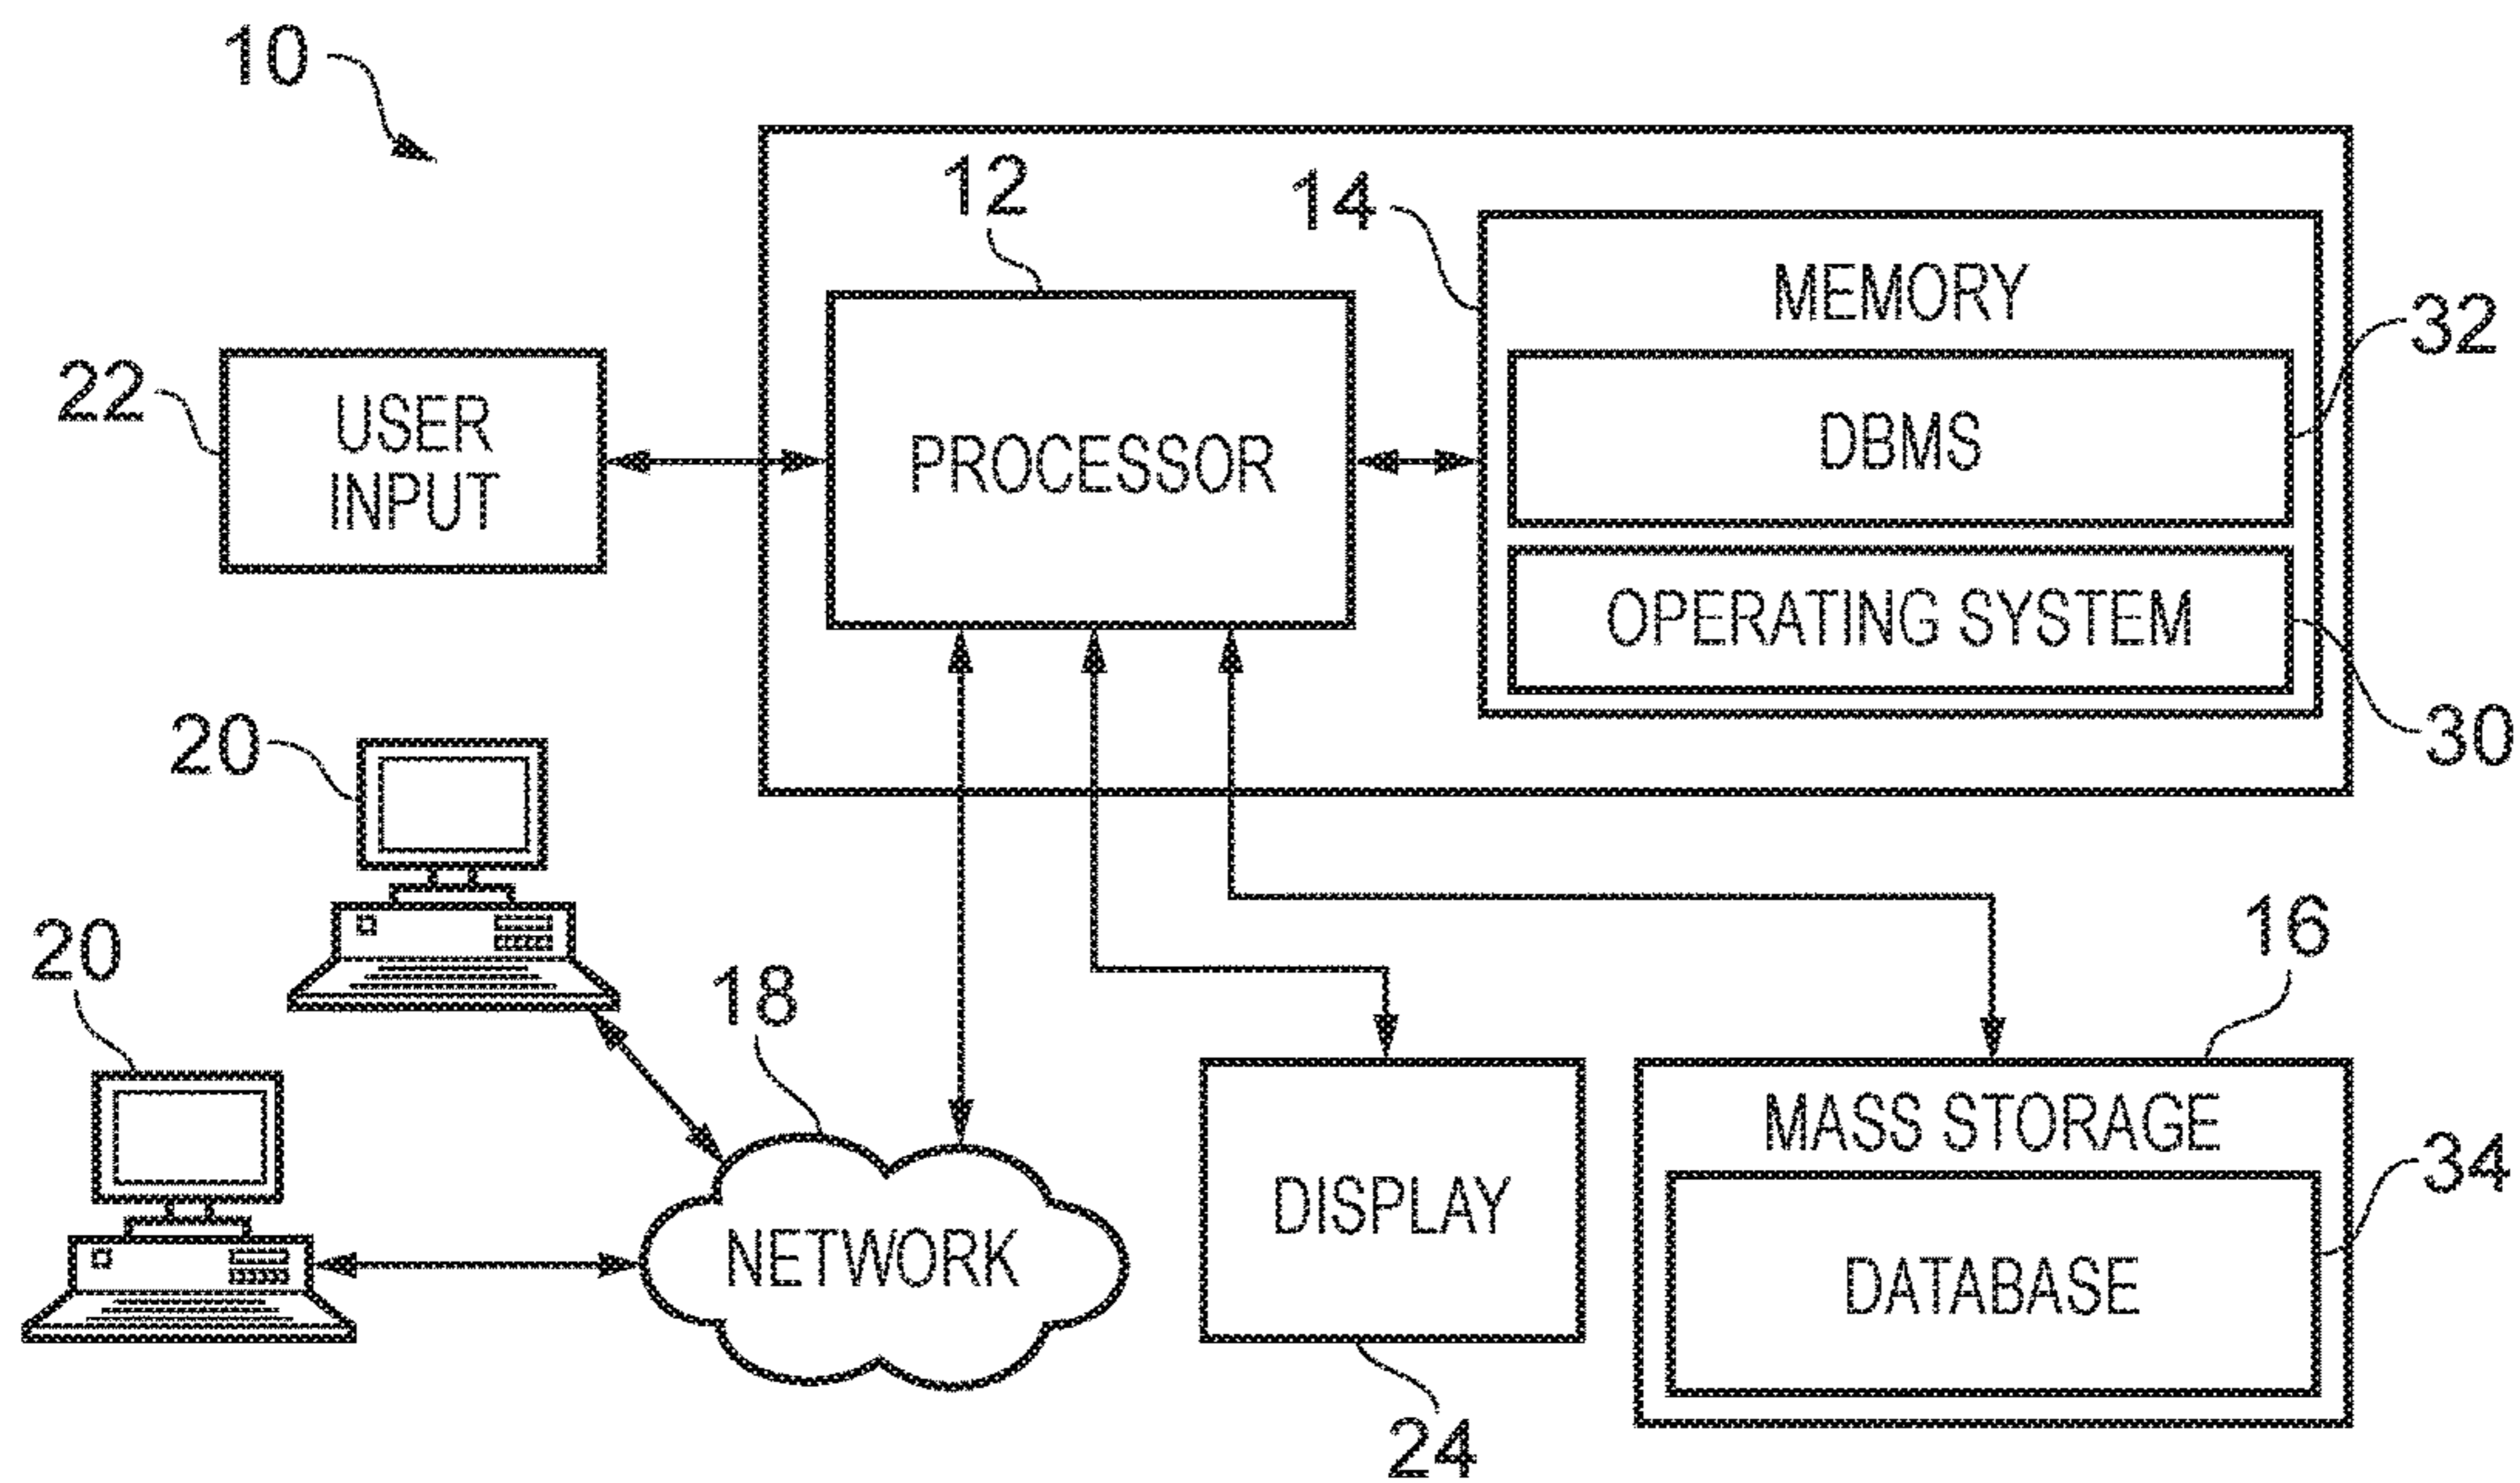 10
12
14
MEMORY
32
22
USER
INPUT
PROCESSOR
DBMS
OPERATING SYSTEM
20
30
20
18
16
MASS STORAGE
34
NETWORK
DISPLAY
DATABASE
24